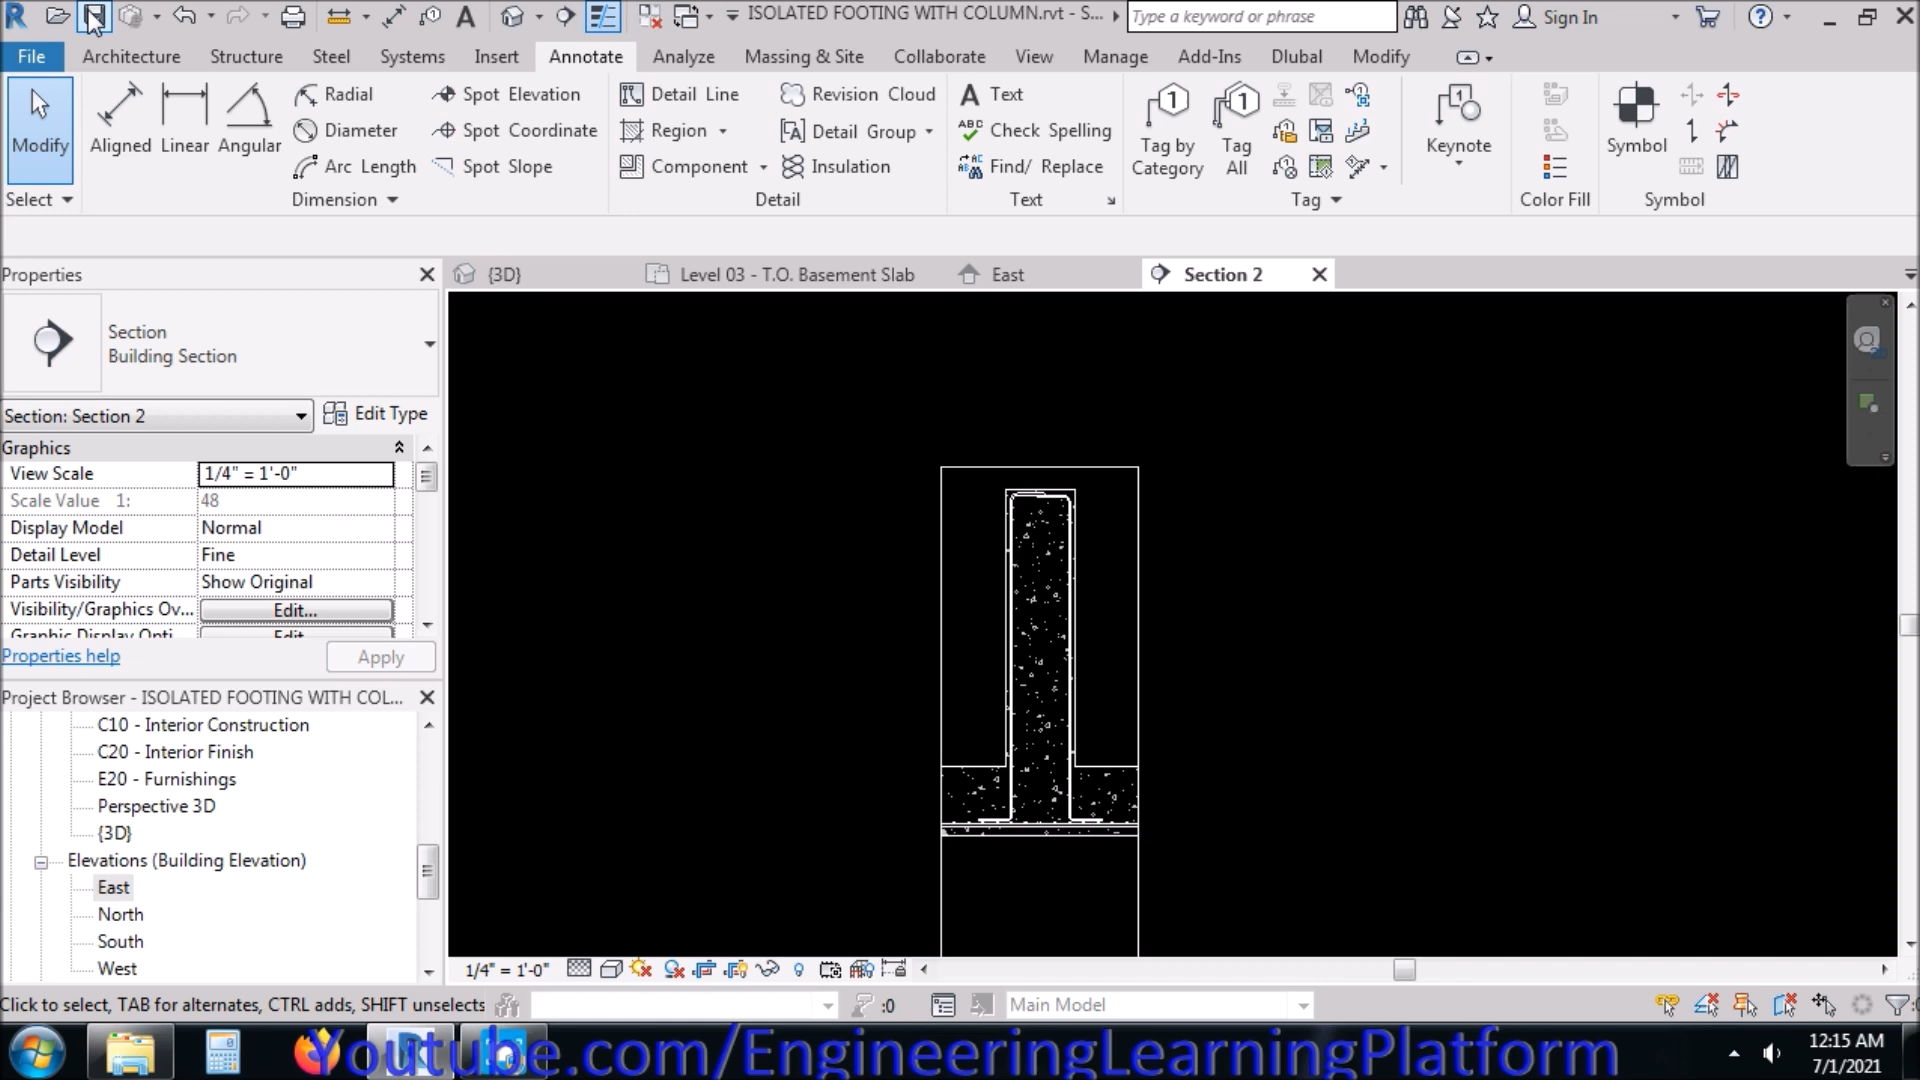 ISOLATED FOOTING WITH COLUMN.rvt - S...
Type a keyword or phrase
Sign In
File Architecture Structure Steel Systems Insert Annotate Analyze Massing & Site Collaborate View Manage Add-Ins Dlubal Modify
Modify
Aligned Linear Angular
Radial
Diameter
Arc Length
Spot Elevation
Spot Coordinate
Spot Slope
Detail Line
Region
Component
Revision Cloud
Detail Group
Insulation
Text
Check Spelling
Find/ Replace
Tag by
Category
Tag
All
Keynote
Symbol
Select Dimension Detail Text Tag Color Fill Symbol
Properties
{3D} Level 03 - T.O. Basement Slab East Section 2
Section
Building Section
Section: Section 2
Edit Type
Graphics
View Scale 1/4" = 1'-0"
Scale Value 1: 48
Display Model Normal
Detail Level Fine
Parts Visibility Show Original
Visibility/Graphics Ov... Edit...
Graphic Display Opti Edit
Properties help
Apply
Project Browser - ISOLATED FOOTING WITH COL...
C10 - Interior Construction
C20 - Interior Finish
E20 - Furnishings
Perspective 3D
{3D}
Elevations (Building Elevation)
East
North
South
West
1/4" = 1'-0"
Click to select, TAB for alternates, CTRL adds, SHIFT unselects
:0
Main Model
Youtube.com/EngineeringLearningPlatform
12:15 AM
7/1/2021